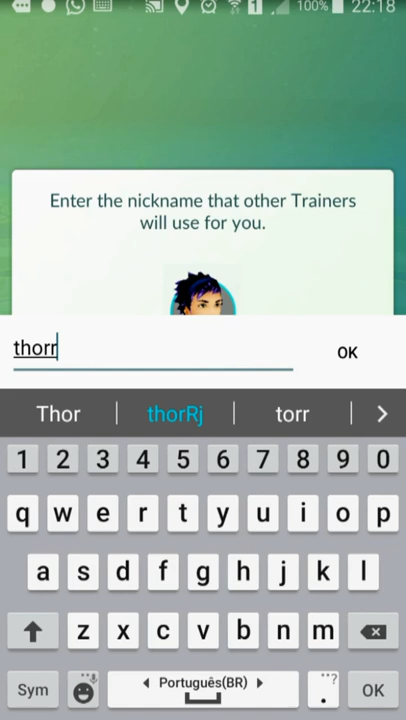 1 100% 22:18
Enter the nickname that other Trainers
will use for you.
thorr OK
Thor thorRj torr >
1 2 3 4 5 6 7 8 9 0
q w e r t y u i o p
a s d f g h j k l
z x c v b n m
Sym Português(BR) . ? OK